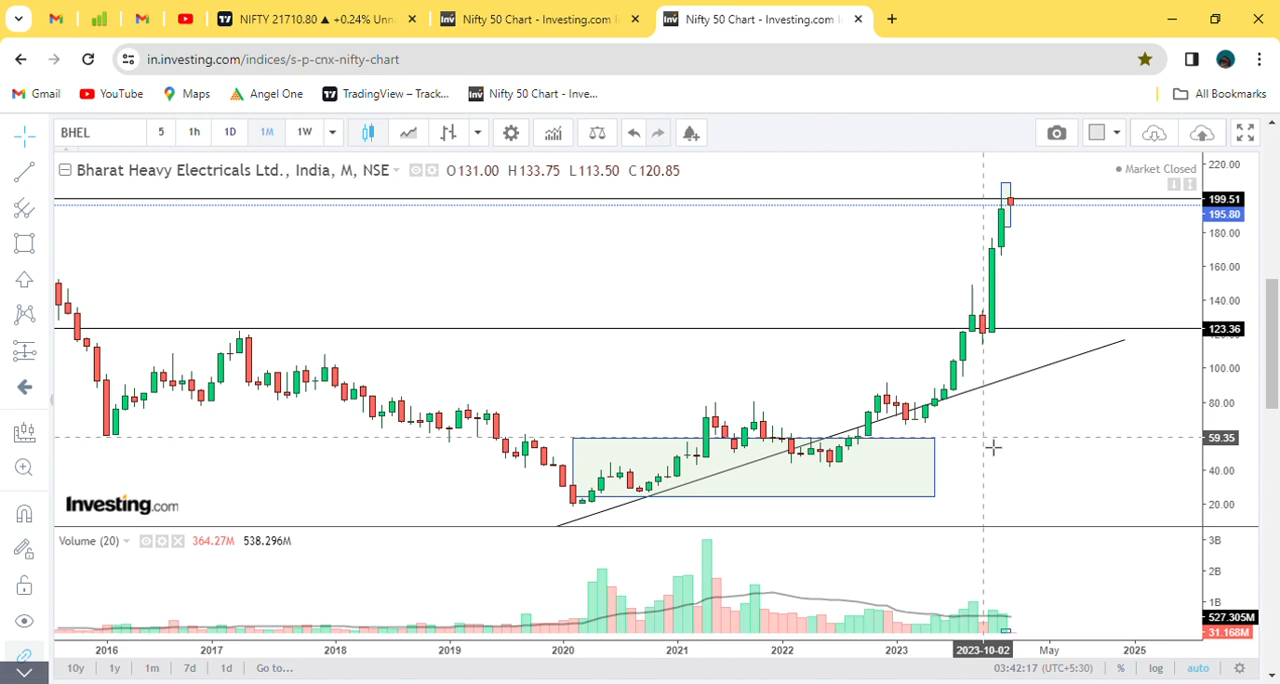 NIFTY 21710.80 ▲ +0.24% Unna
Nifty 50 Chart - Investing.com I
Nifty 50 Chart - Investing.com
in.investing.com/indices/s-p-cnx-nifty-chart
Gmail
YouTube
Maps
Angel One
TradingView – Track...
Nifty 50 Chart - Inve...
All Bookmarks
BHEL 5 1h 1D 1M 1W
Bharat Heavy Electricals Ltd., India, M, NSE O131.00 H133.75 L113.50 C120.85
Market Closed
220.00
199.51
195.80
180.00
160.00
140.00
123.36
100.00
80.00
59.35
40.00
20.00
Investing.com
Volume (20) 364.27M 538.296M
3B
2B
1B
527.305M
31.168M
2016 2017 2018 2019 2020 2021 2022 2023 2023-10-02 May 2025
10y 1y 1m 7d 1d Go to... 03:42:17 (UTC+5:30) % log auto